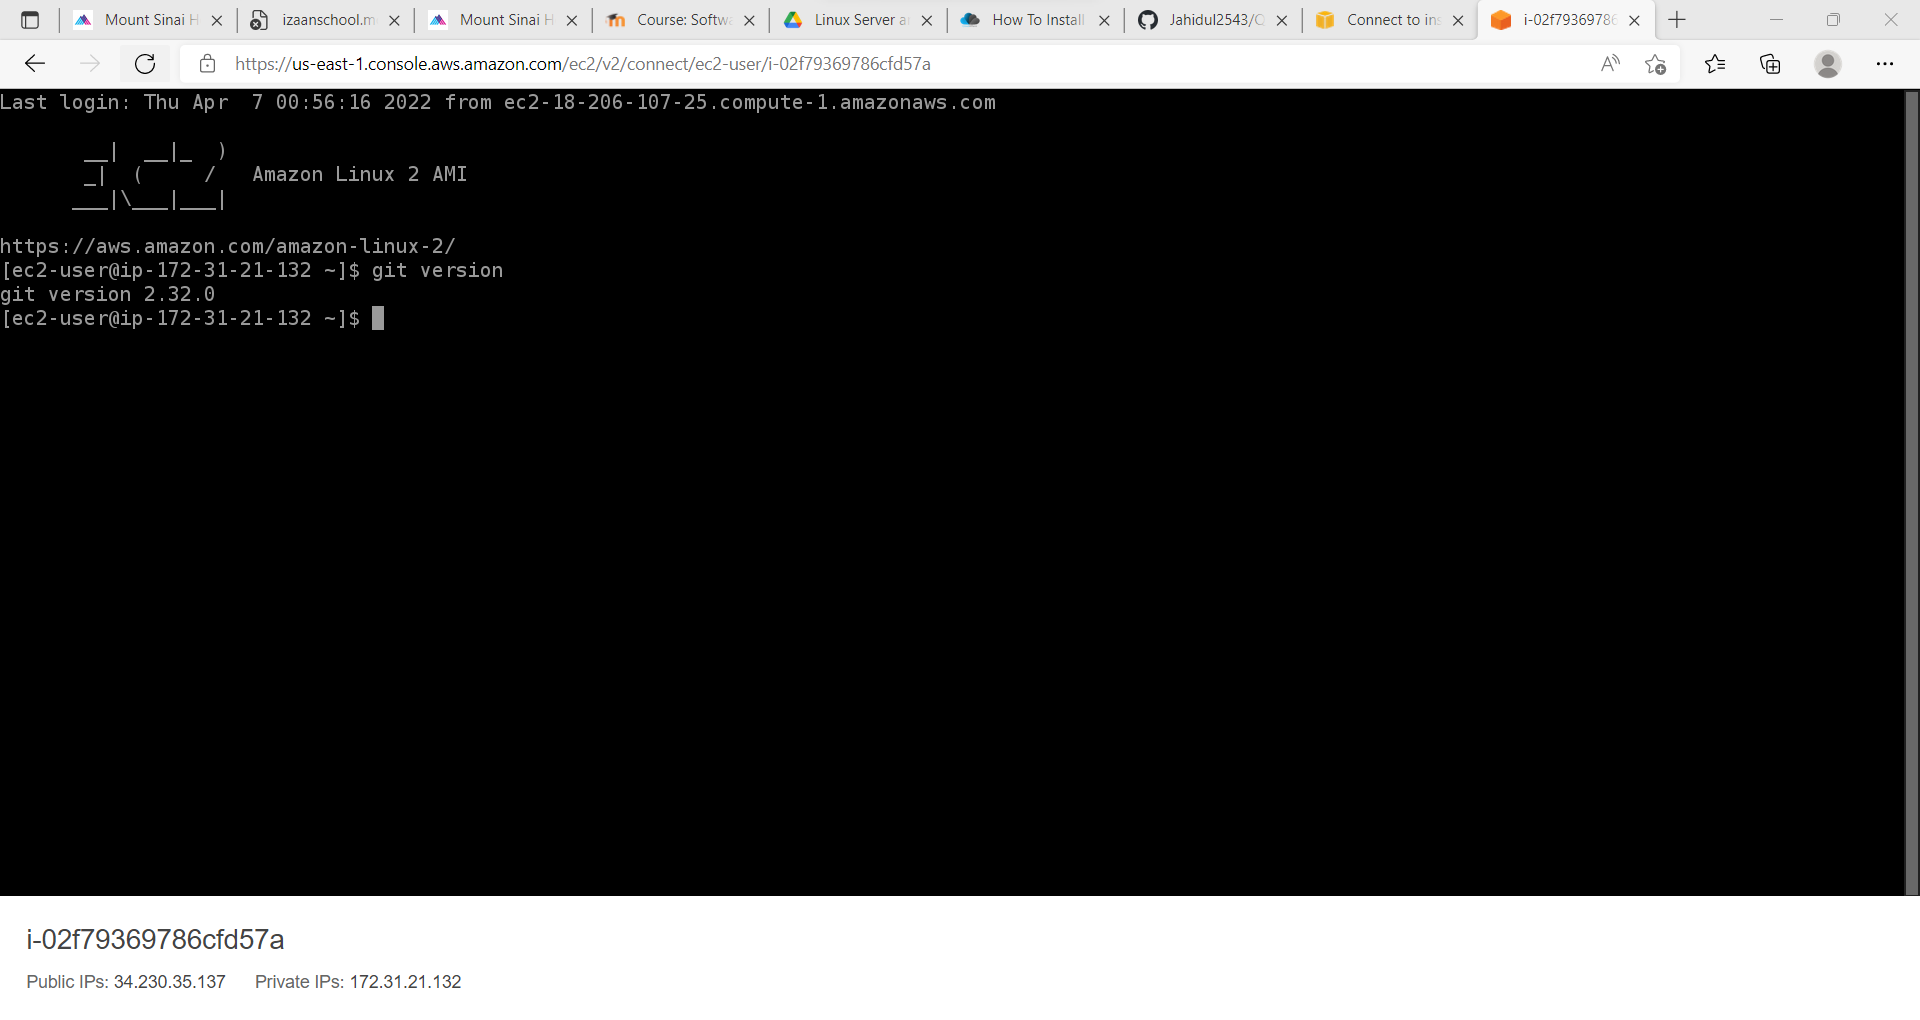 Mount Sinai H
izaanschool.m
Mount Sinai H
Course: Softw
Linux Server a
How To Install
Jahidul2543/
Connect to ins
i-02f79369786
https://us-east-1.console.aws.amazon.com/ec2/v2/connect/ec2-user/i-02f79369786cfd57a
Last login: Thu Apr  7 00:56:16 2022 from ec2-18-206-107-25.compute-1.amazonaws.com
       __|  __|_  )
       _|  (     /   Amazon Linux 2 AMI
      ___|\___|___|
https://aws.amazon.com/amazon-linux-2/
[ec2-user@ip-172-31-21-132 ~]$ git version
git version 2.32.0
[ec2-user@ip-172-31-21-132 ~]$
i-02f79369786cfd57a
Public IPs: 34.230.35.137 Private IPs: 172.31.21.132